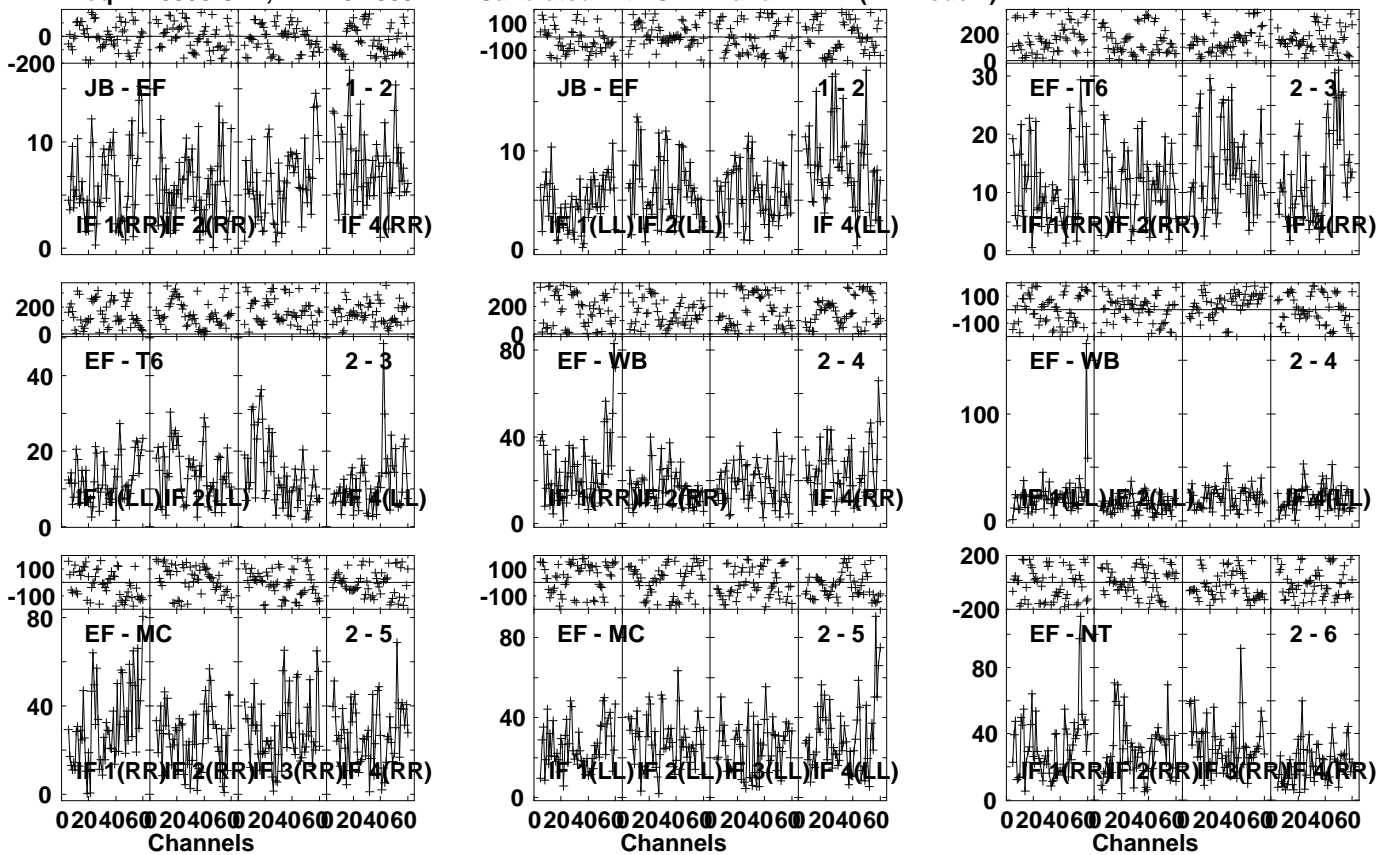 0
-200
JB - EF
1 - 2
10
0
IF 1(RR)
IF 2(RR)
IF 4(RR)
100
-100
JB - EF
1 - 2
10
0
IF 1(LL)
IF 2(LL)
IF 4(LL)
200
0
EF - T6
2 - 3
30
20
10
0
IF 1(RR)
IF 2(RR)
IF 4(RR)
200
0
EF - T6
2 - 3
40
20
0
IF 1(LL)
IF 2(LL)
IF 4(LL)
200
0
EF - WB
2 - 4
80
40
0
IF 1(RR)
IF 2(RR)
IF 4(RR)
100
-100
EF - WB
2 - 4
100
0
IF 1(LL)
IF 2(LL)
IF 4(LL)
100
-100
EF - MC
2 - 5
80
40
0
IF 1(RR)
IF 2(RR)
IF 3(RR)
IF 4(RR)
0 20 40 60 0 20 40 60 0 20 40 60 0 20 40 60
Channels
100
-100
EF - MC
2 - 5
80
40
0
IF 1(LL)
IF 2(LL)
IF 3(LL)
IF 4(LL)
0 20 40 60 0 20 40 60 0 20 40 60 0 20 40 60
Channels
200
-200
EF - NT
2 - 6
80
40
0
IF 1(RR)
IF 2(RR)
IF 3(RR)
IF 4(RR)
0 20 40 60 0 20 40 60 0 20 40 60 0 20 40 60
Channels